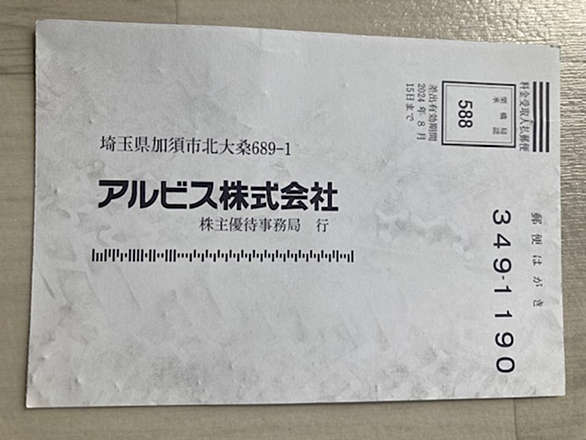 料金受取人払郵便
栗橋局
承認
588
差出有効期間
2024年8月
15日まで
郵便はがき
349-1190
埼玉県加須市北大桑689-1
アルビス株式会社
株主優待事務局 行